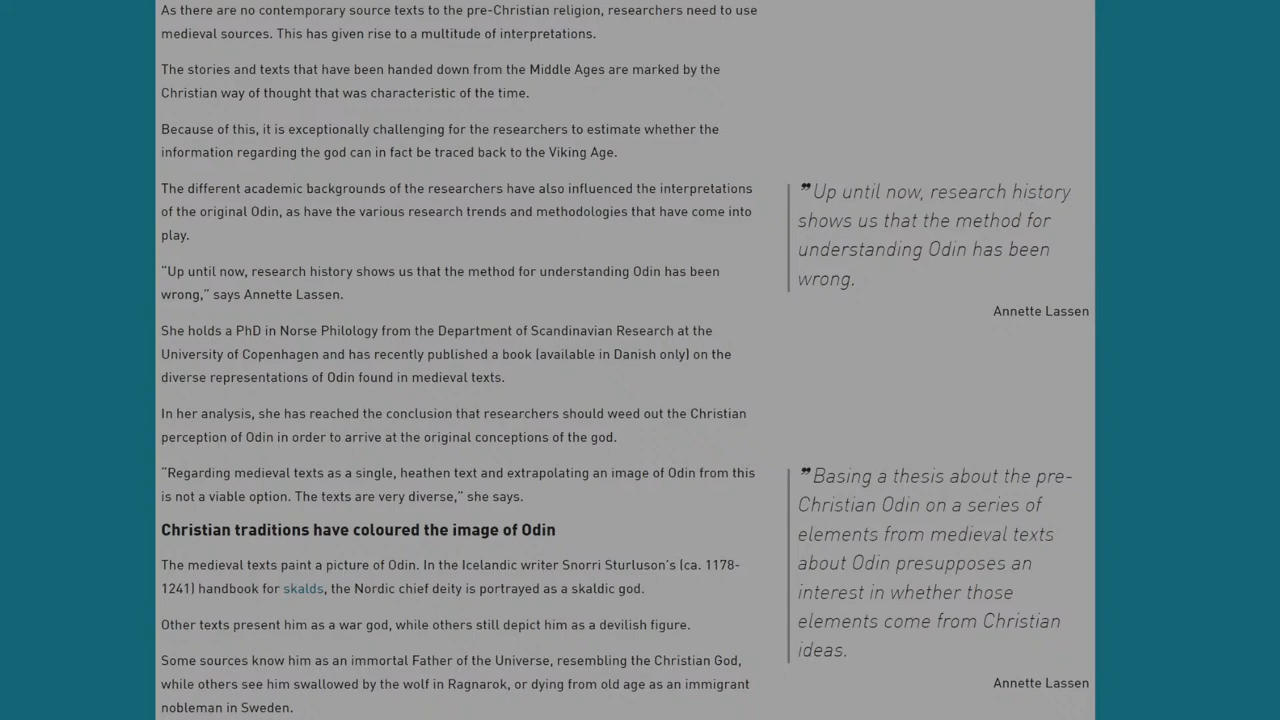 As there are no contemporary source texts to the pre-Christian religion, researchers need to use
medieval sources. This has given rise to a multitude of interpretations.
The stories and texts that have been handed down from the Middle Ages are marked by the
Christian way of thought that was characteristic of the time.
Because of this, it is exceptionally challenging for the researchers to estimate whether the
information regarding the god can in fact be traced back to the Viking Age.
The different academic backgrounds of the researchers have also influenced the interpretations
of the original Odin, as have the various research trends and methodologies that have come into
play.
“Up until now, research history shows us that the method for understanding Odin has been
wrong,” says Annette Lassen.
She holds a PhD in Norse Philology from the Department of Scandinavian Research at the
University of Copenhagen and has recently published a book (available in Danish only) on the
diverse representations of Odin found in medieval texts.
In her analysis, she has reached the conclusion that researchers should weed out the Christian
perception of Odin in order to arrive at the original conceptions of the god.
“Regarding medieval texts as a single, heathen text and extrapolating an image of Odin from this
is not a viable option. The texts are very diverse,” she says.
Christian traditions have coloured the image of Odin
The medieval texts paint a picture of Odin. In the Icelandic writer Snorri Sturluson’s (ca. 1178-
1241) handbook for skalds, the Nordic chief deity is portrayed as a skaldic god.
Other texts present him as a war god, while others still depict him as a devilish figure.
Some sources know him as an immortal Father of the Universe, resembling the Christian God,
while others see him swallowed by the wolf in Ragnarok, or dying from old age as an immigrant
nobleman in Sweden.
”Up until now, research history
shows us that the method for
understanding Odin has been
wrong.
Annette Lassen
”Basing a thesis about the pre-
Christian Odin on a series of
elements from medieval texts
about Odin presupposes an
interest in whether those
elements come from Christian
ideas.
Annette Lassen